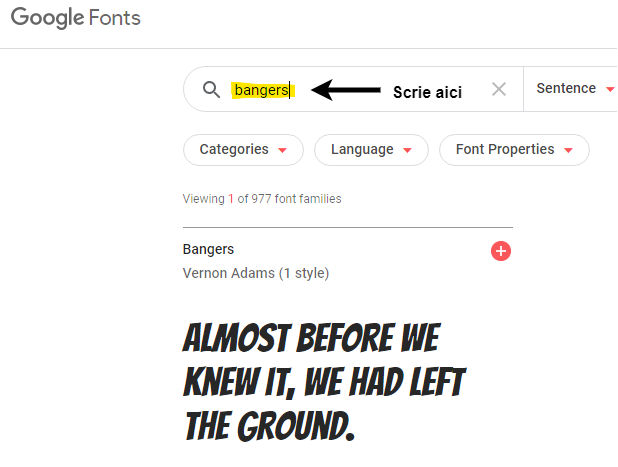 Google Fonts
bangers Scrie aici Sentence
Categories Language Font Properties
Viewing 1 of 977 font families
Bangers
Vernon Adams (1 style)
ALMOST BEFORE WE
KNEW IT, WE HAD LEFT
THE GROUND.